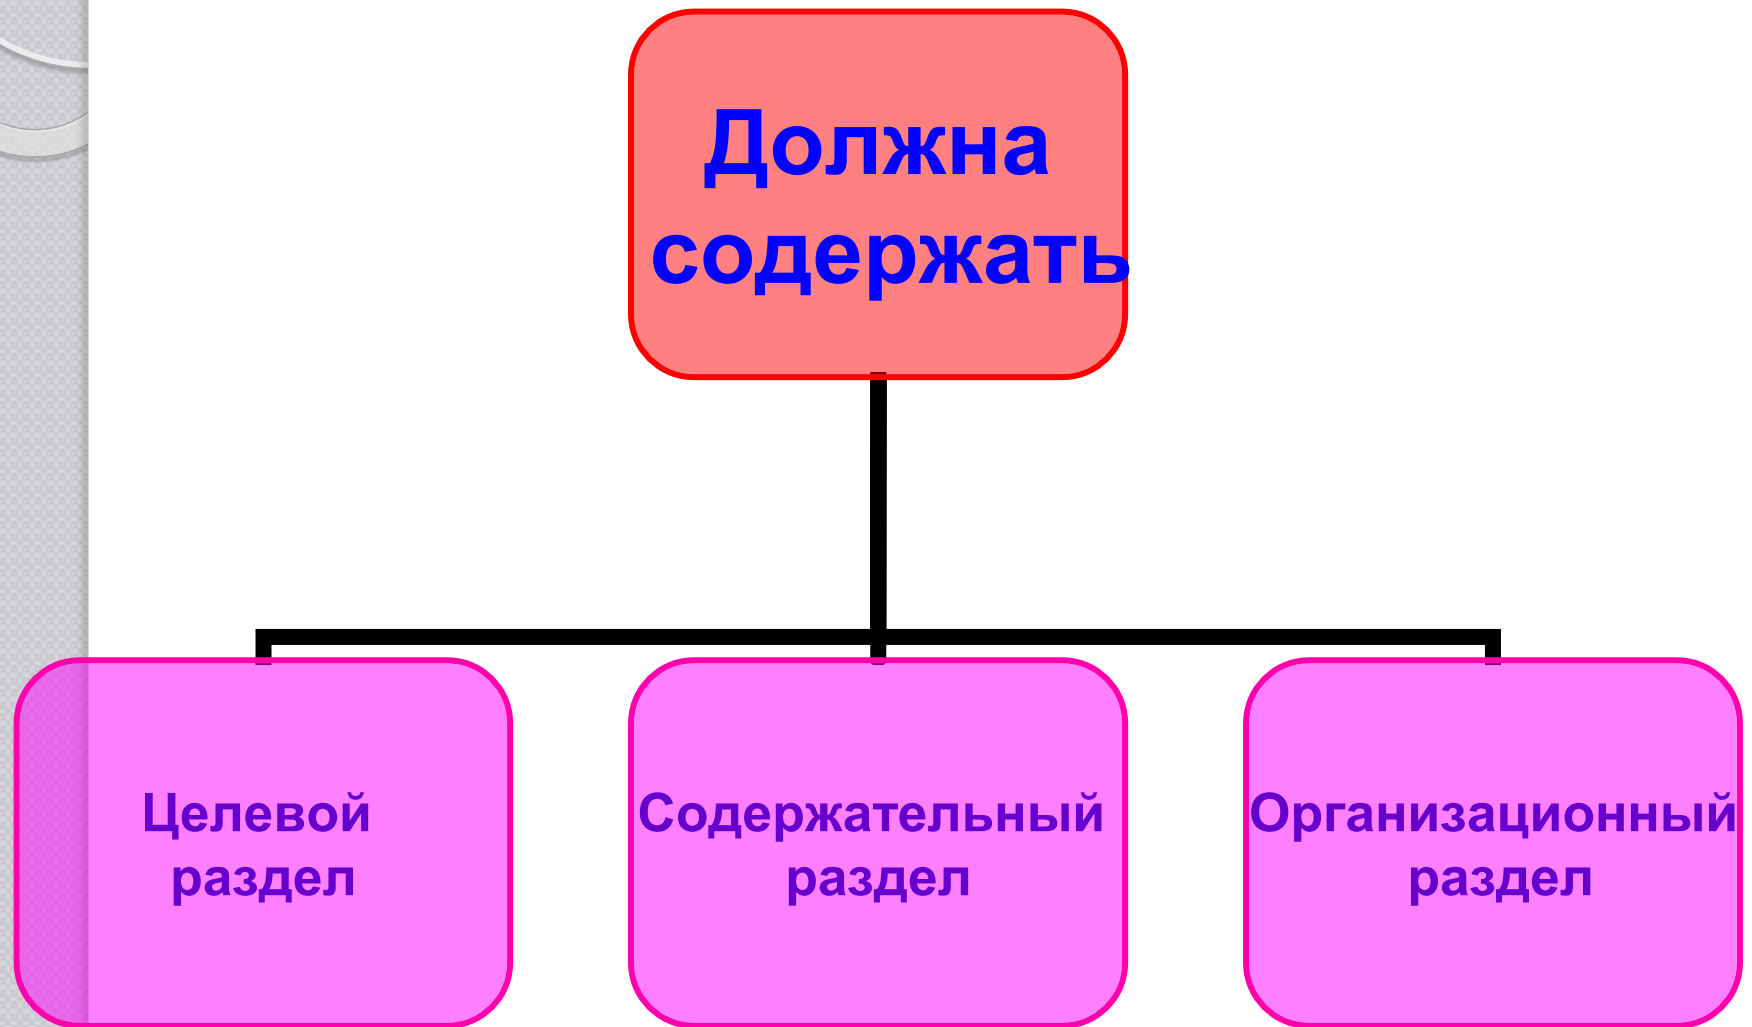 Должна
содержать
Целевой
раздел
Содержательный
раздел
Организационный
раздел